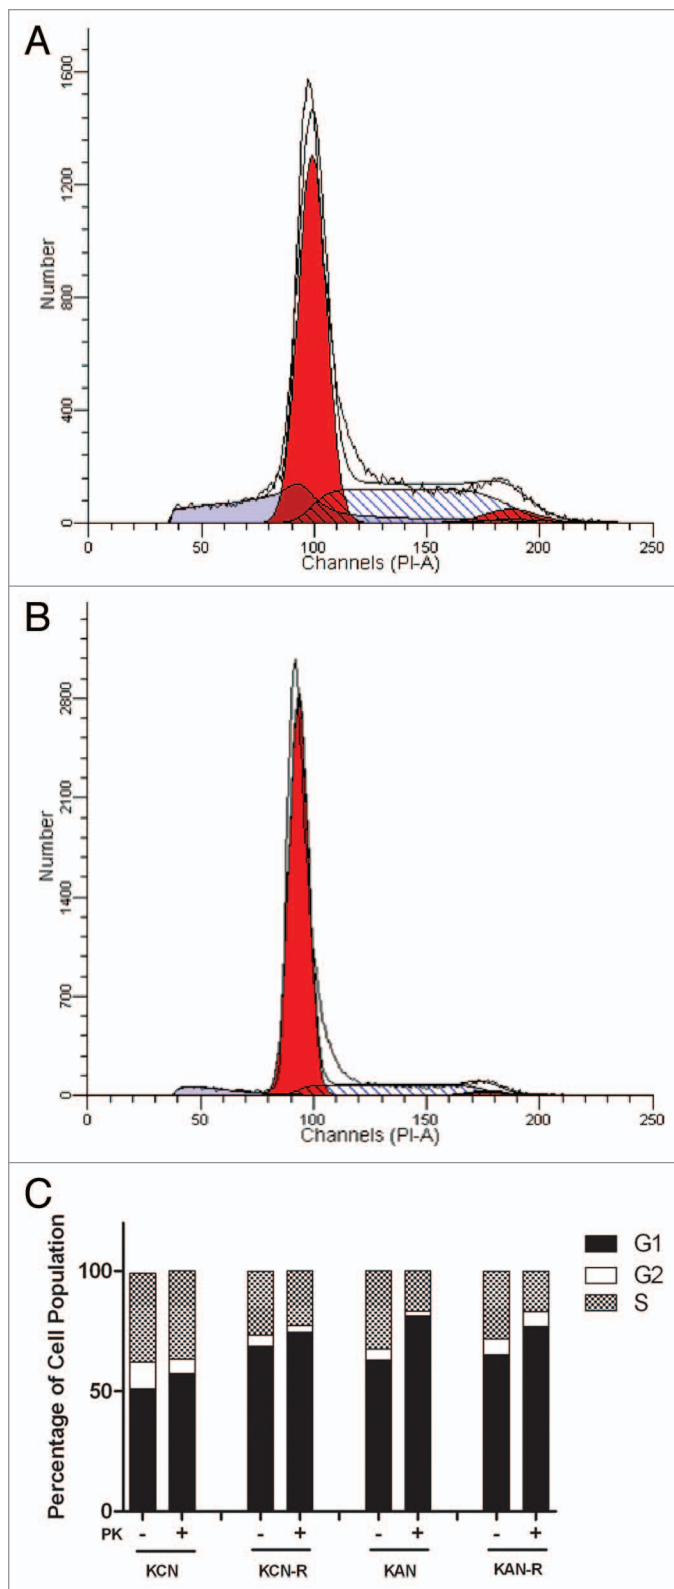 A
1600
1200
800
400
0
Number
0 50 100 150 200 250
Channels (PI-A)
B
2800
2100
1400
700
0
Number
0 50 100 150 200 250
Channels (PI-A)
C
Percentage of Cell Population
100
50
0
G1
G2
S
PK - + - + - + - +
KCN KCN-R KAN KAN-R